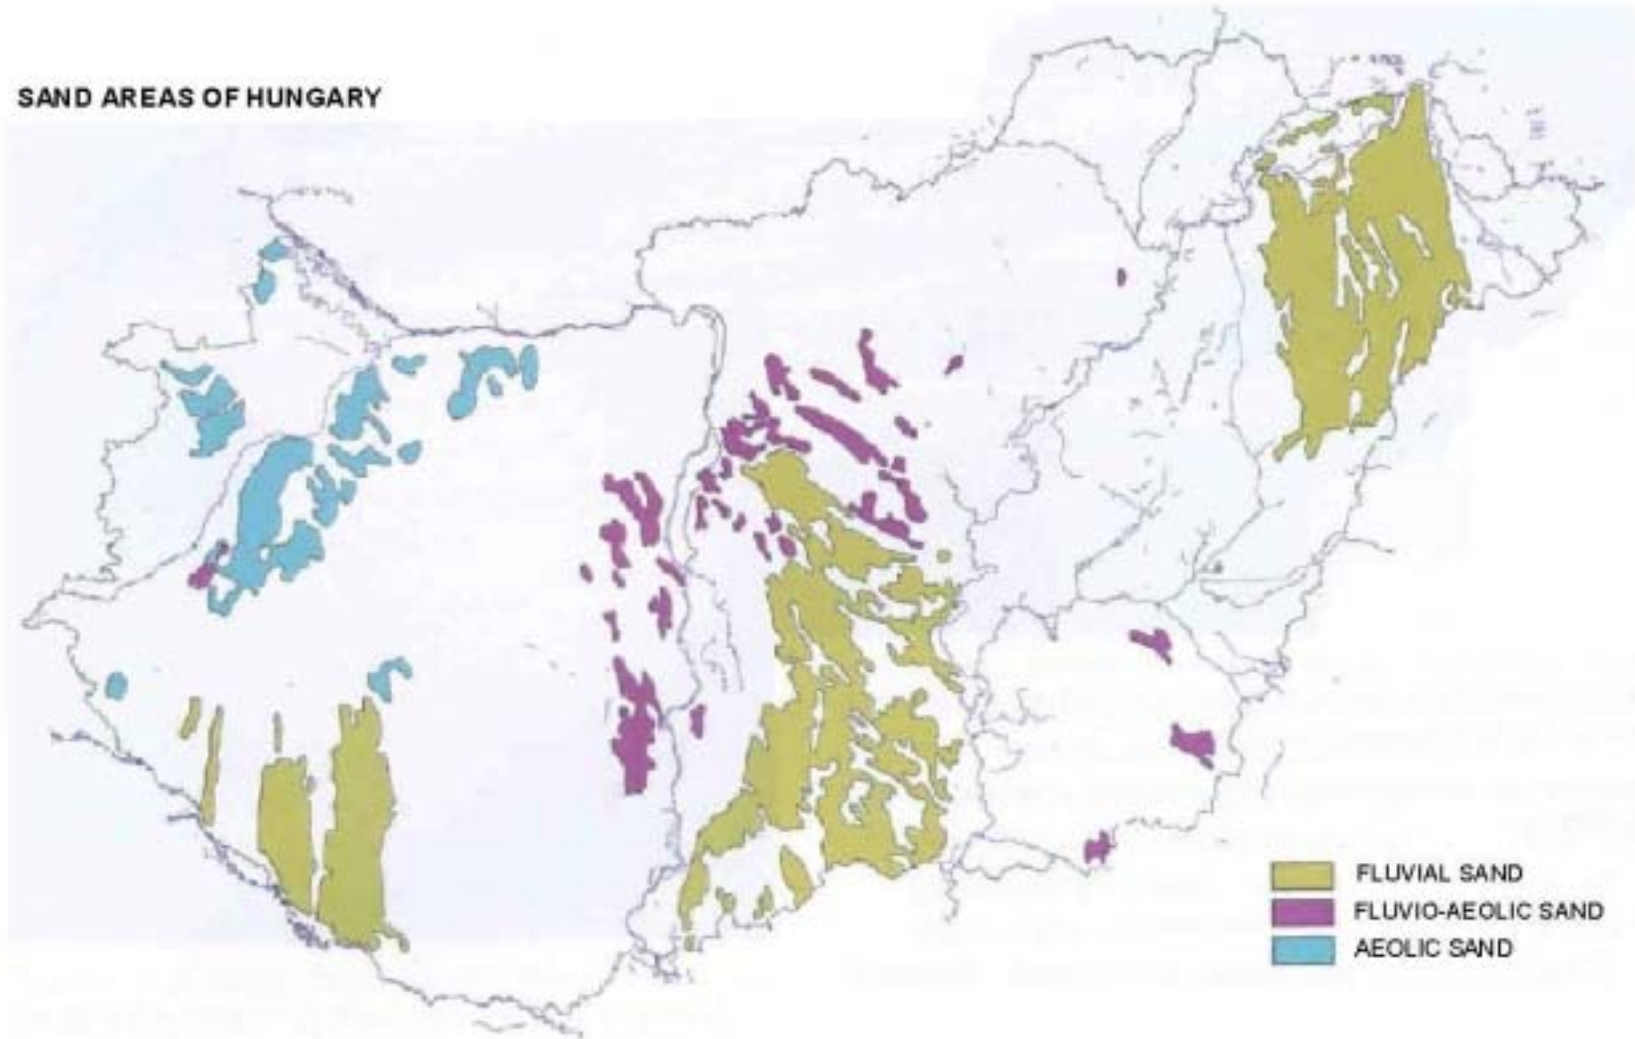 SAND AREAS OF HUNGARY
FLUVIAL SAND
FLUVIO-AEOLIC SAND
AEOLIC SAND